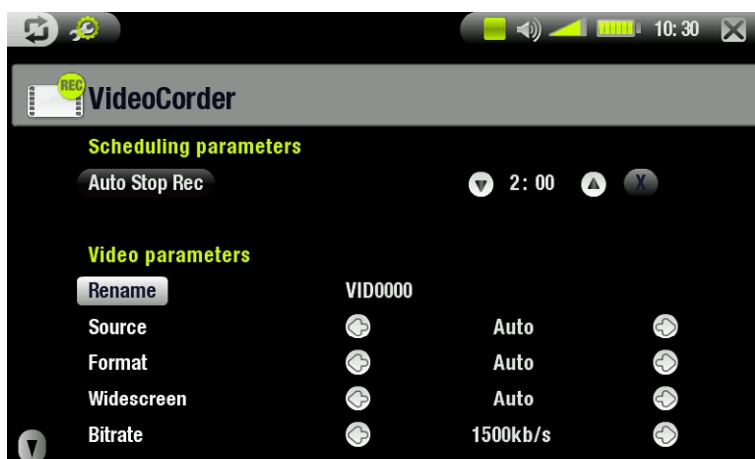 10:30
REC
VideoCorder
Scheduling parameters
Auto Stop Rec 2:00 X
Video parameters
Rename VID0000
Source Auto
Format Auto
Widescreen Auto
Bitrate 1500kb/s